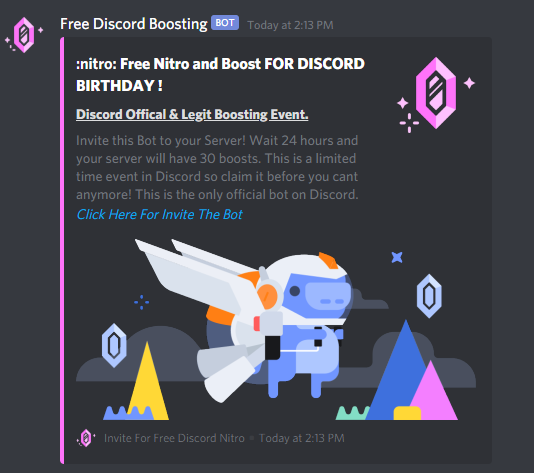 Free Discord Boosting BOT Today at 2:13 PM
:nitro: Free Nitro and Boost FOR DISCORD
BIRTHDAY !
Discord Offical & Legit Boosting Event.
Invite this Bot to your Server! Wait 24 hours and
your server will have 30 boosts. This is a limited
time event in Discord so claim it before you cant
anymore! This is the only official bot on Discord.
Click Here For Invite The Bot
Invite For Free Discord Nitro • Today at 2:13 PM